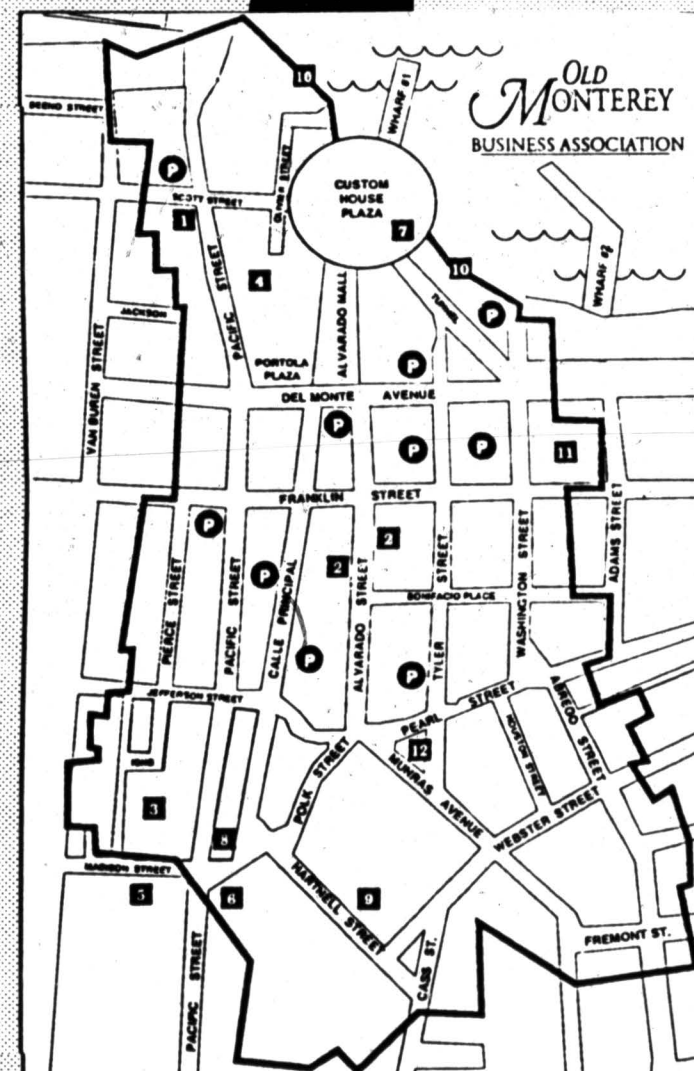 OLD
MONTEREY
BUSINESS ASSOCIATION
10
WHARF #1
P
CUSTOM
HOUSE
PLAZA
SCOTT STREET
OLIVER STREET
1
7
10
WHARF #2
4
PACIFIC STREET
ALVARADO MALL
TUNNEL
P
JACKSON
VAN BUREN STREET
PORTOLA
PLAZA
P
DEL MONTE AVENUE
P
P
P
11
FRANKLIN STREET
P
2
2
ADAMS STREET
P
PIERCE STREET
PACIFIC STREET
CALLE PRINCIPAL
ALVARADO STREET
TYLER STREET
WASHINGTON STREET
BONIFACIO PLACE
P
P
JEFFERSON STREET
PEARL STREET
ABREGO STREET
HOUSTON STREET
POLK STREET
12
MUNRAS AVENUE
WEBSTER STREET
3
8
MADISON STREET
5
6
9
HARTNELL STREET
CASS ST.
FREMONT ST.
PACIFIC STREET